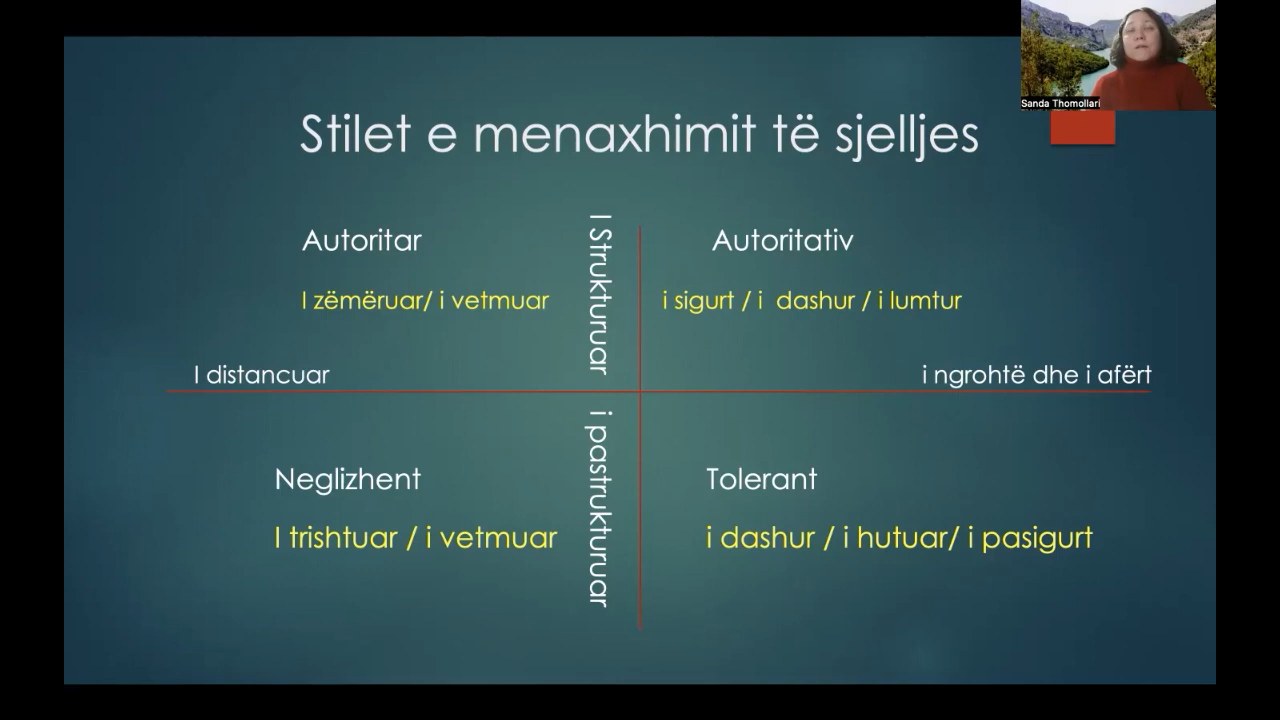 Sanda Thomollari
Stilet e menaxhimit të sjelljes
Autoritar
I zëmëruar/ i vetmuar
I Strukturuar
Autoritativ
i sigurt / i dashur / i lumtur
I distancuar
i ngrohtë dhe i afërt
Neglizhent
I trishtuar / i vetmuar
i pastrukturuar
Tolerant
i dashur / i hutuar/ i pasigurt